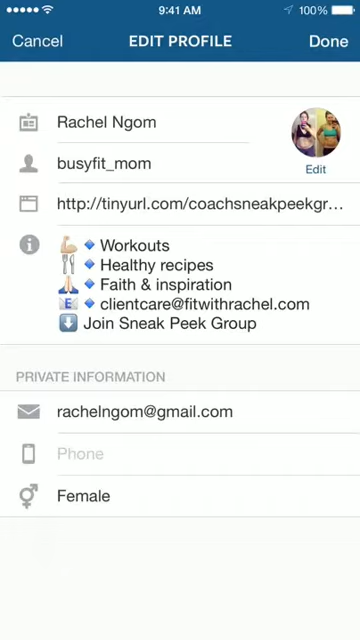 9:41 AM 100%
Cancel EDIT PROFILE Done
Rachel Ngom
Edit
busyfit_mom
http://tinyurl.com/coachsneakpeekgr...
Workouts
Healthy recipes
Faith & inspiration
clientcare@fitwithrachel.com
Join Sneak Peek Group
PRIVATE INFORMATION
rachelngom@gmail.com
Phone
Female